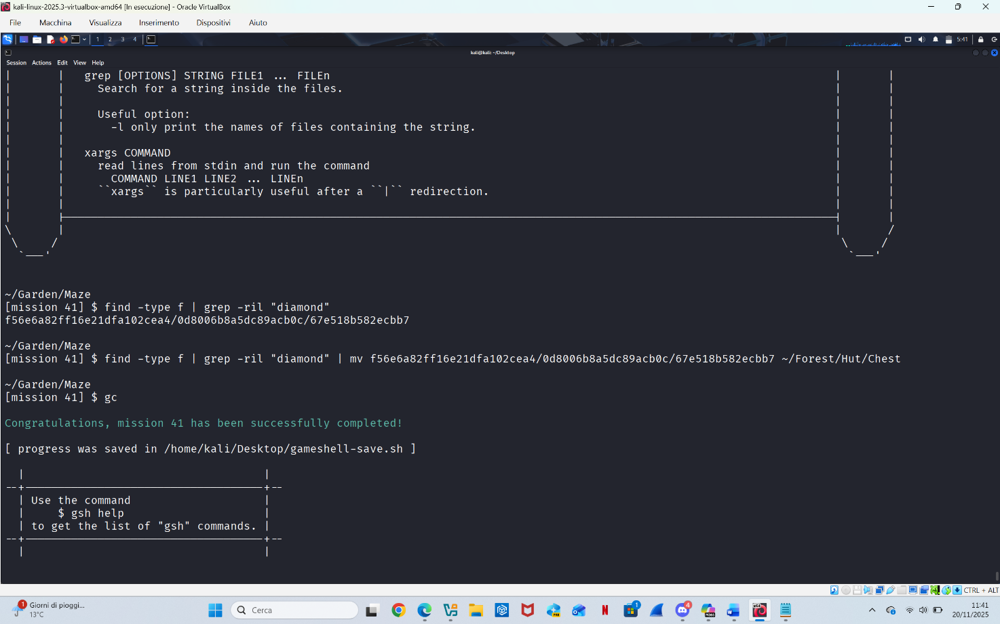 kali-linux-2025.3-virtualbox-amd64 [In esecuzione] - Oracle VirtualBox
File Macchina Visualizza Inserimento Dispositivi Aiuto
1 2 3 4 5:41
kali@kali: ~/Desktop
Session Actions Edit View Help
grep [OPTIONS] STRING FILE1 ... FILEn
Search for a string inside the files.
Useful option:
-l only print the names of files containing the string.
xargs COMMAND
read lines from stdin and run the command
COMMAND LINE1 LINE2 ... LINEn
``xargs`` is particularly useful after a ``|`` redirection.
~/Garden/Maze
[mission 41] $ find -type f | grep -ril "diamond"
f56e6a82ff16e21dfa102cea4/0d8006b8a5dc89acb0c/67e518b582ecbb7
~/Garden/Maze
[mission 41] $ find -type f | grep -ril "diamond" | mv f56e6a82ff16e21dfa102cea4/0d8006b8a5dc89acb0c/67e518b582ecbb7 ~/Forest/Hut/Chest
~/Garden/Maze
[mission 41] $ gc
Congratulations, mission 41 has been successfully completed!
[ progress was saved in /home/kali/Desktop/gameshell-save.sh ]
Use the command
$ gsh help
to get the list of "gsh" commands.
CTRL + ALT
1 Giorni di pioggi...
13°C
Cerca
PRE
N
1
4
M365
11:41
20/11/2025